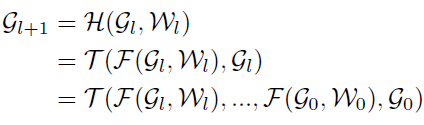 𝒢_{l+1} = ℋ(𝒢_l, 𝒲_l)
= 𝒯(ℱ(𝒢_l, 𝒲_l), 𝒢_l)
= 𝒯(ℱ(𝒢_l, 𝒲_l), ..., ℱ(𝒢_0, 𝒲_0), 𝒢_0)